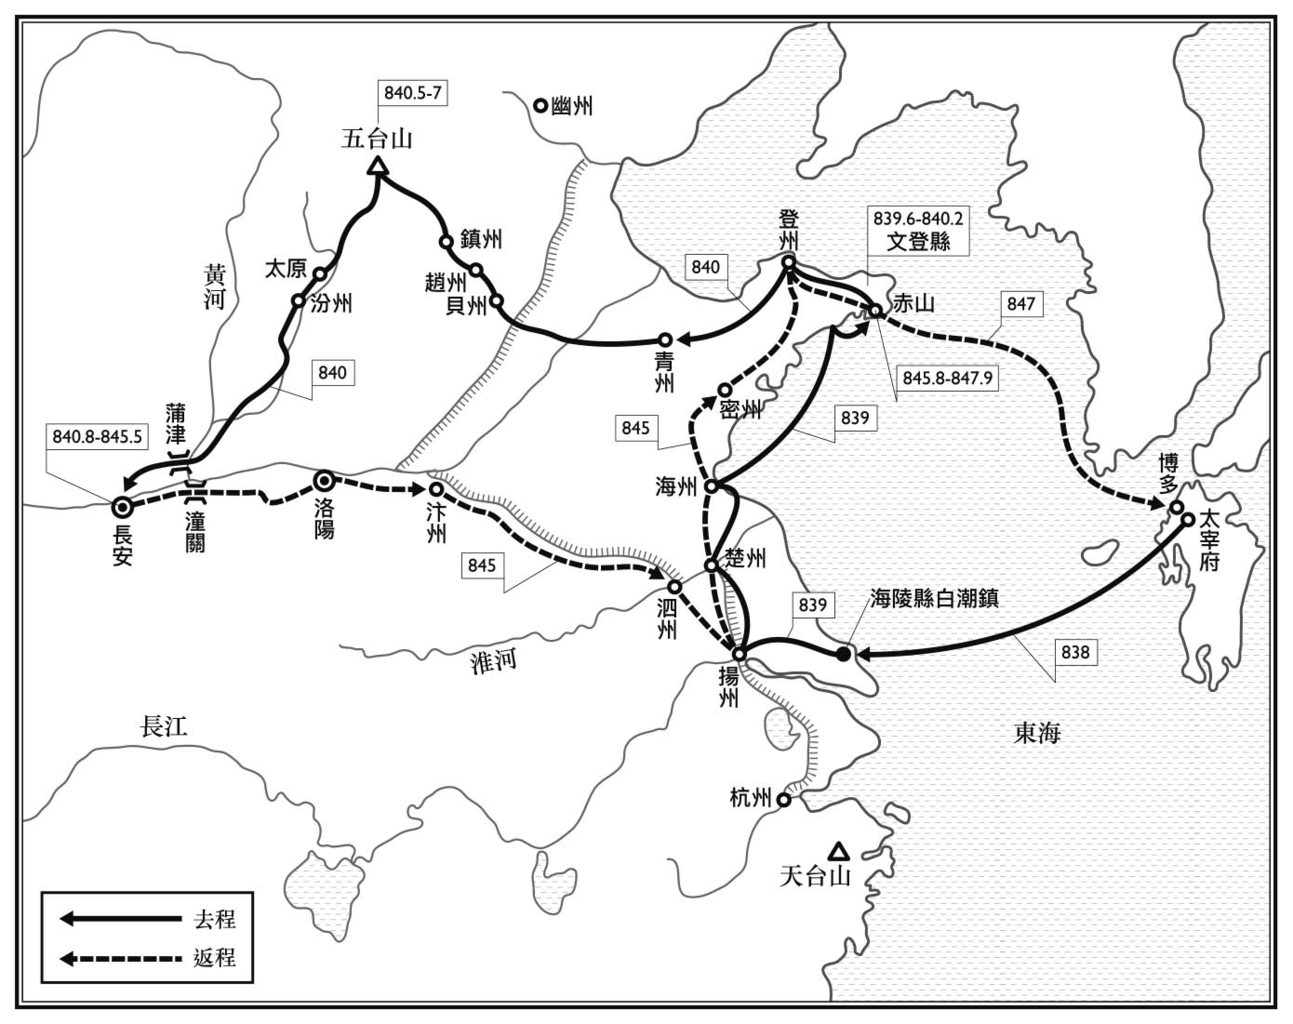 840.5-7
五台山
幽州
登州
839.6-840.2
文登縣
鎮州
太原
趙州
840
黃河
汾州
貝州
赤山
847
青州
840
845.8-847.9
密州
蒲津
839
840.8-845.5
845
博多
海州
洛陽
汴州
長安
潼關
太宰府
楚州
845
泗州
839
海陵縣白潮鎮
淮河
838
揚州
長江
東海
杭州
天台山
去程
返程